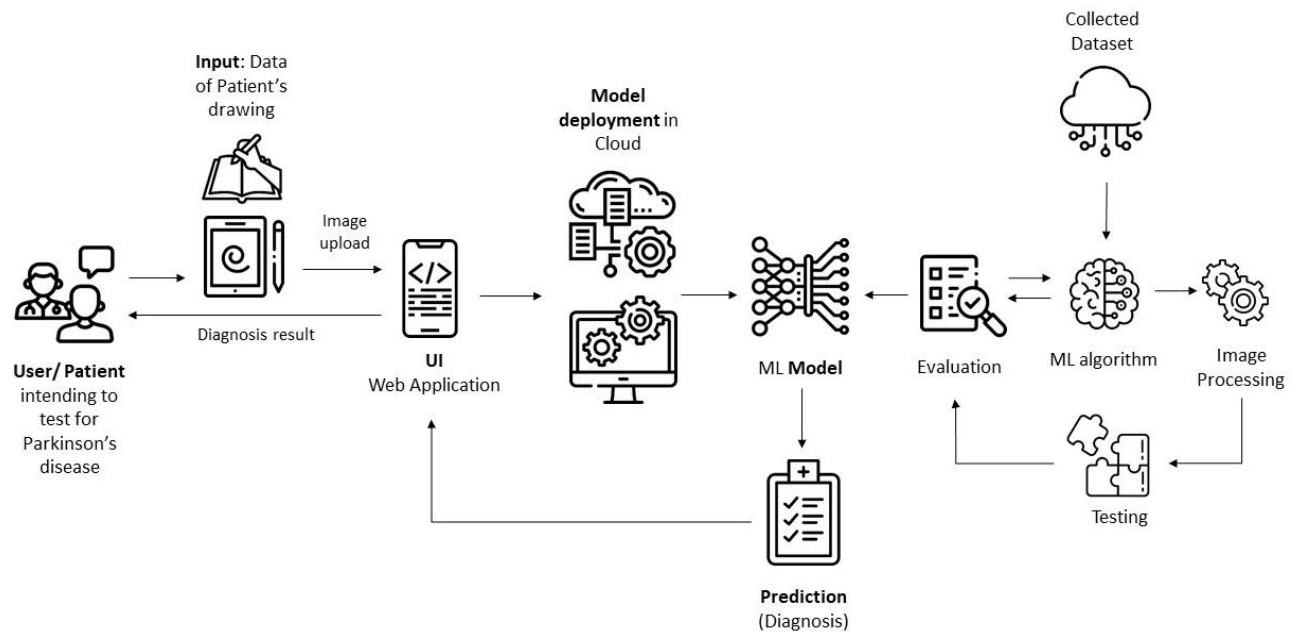 Input: Data
of Patient's
drawing
Image
upload
Diagnosis result
User/ Patient
intending to
test for
Parkinson's
disease
</>
UI
Web Application
Model
deployment in
Cloud
ML Model
Prediction
(Diagnosis)
Evaluation
Collected
Dataset
ML algorithm
Image
Processing
Testing